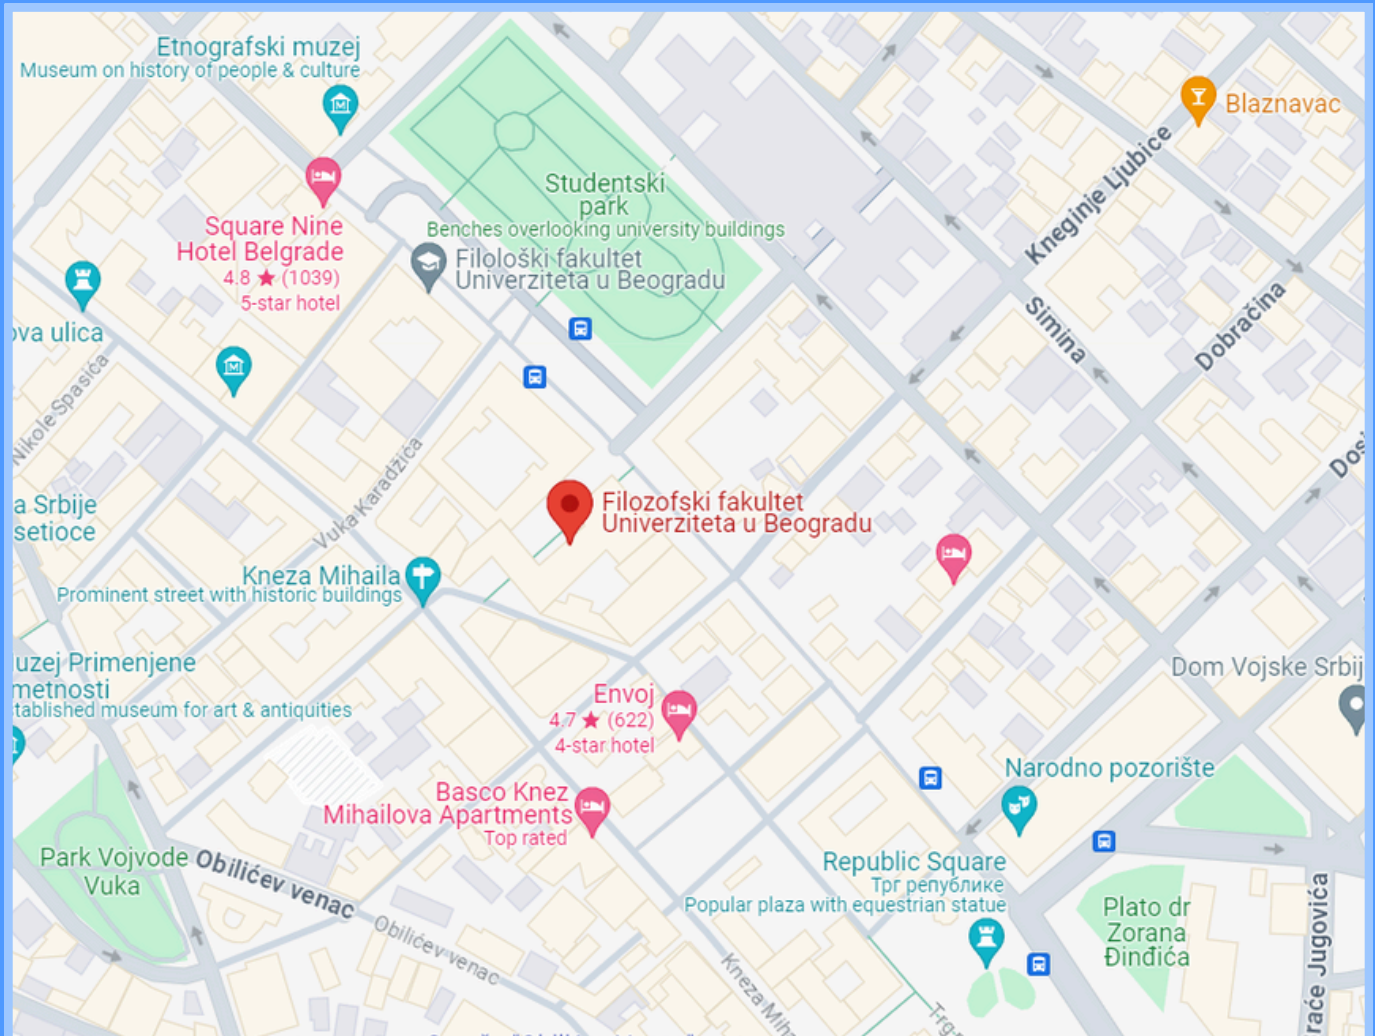 Etnografski muzej
Museum on history of people & culture
Blaznavac
Kneginje Ljubice
Studentski
park
Benches overlooking university buildings
Square Nine
Hotel Belgrade
4.8 ★ (1039)
5-star hotel
Filološki fakultet
Univerziteta u Beogradu
ova ulica
Simina
Dobračina
Nikole Spasića
Vuka Karadžića
Dosi
a Srbije
setioce
Filozofski fakultet
Univerziteta u Beogradu
Kneza Mihaila
Prominent street with historic buildings
uzej Primenjene
metnosti
tablished museum for art & antiquities
Dom Vojske Srbij
Envoj
4.7 ★ (622)
4-star hotel
Narodno pozorište
Basco Knez
Mihailova Apartments
Top rated
Park Vojvode
Vuka
Obilićev venac
Republic Square
Трг републике
Popular plaza with equestrian statue
Plato dr
Zorana
Đinđića
Obilićev venac
Kneza Miha
Trg
raće Jugovića